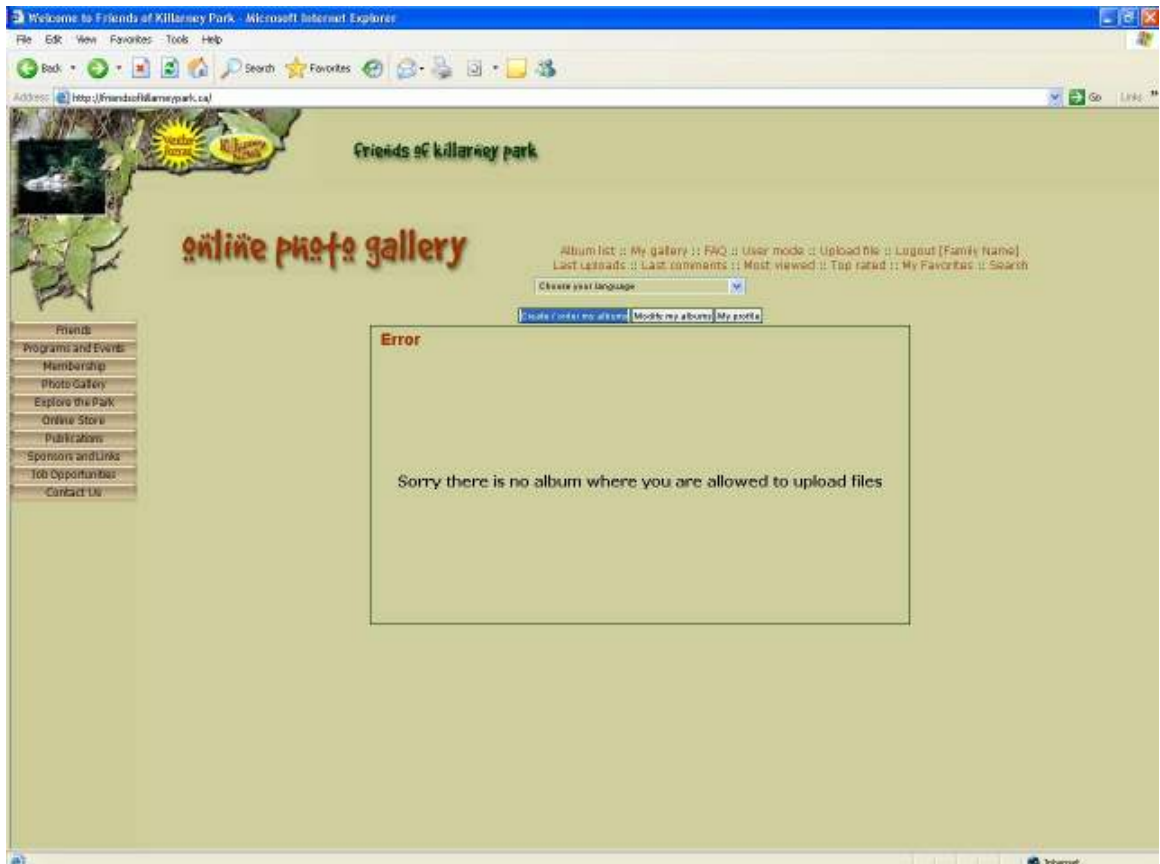 Welcome to Friends of Killarney Park - Microsoft Internet Explorer
File Edit View Favorites Tools Help
Back Search Favorites
Address http://friendsofkillarneypark.ca/ Go Links »
Weather Forecast Killarney News
friends of killarney park
online photo gallery
Album list :: My gallery :: FAQ :: User mode :: Upload file :: Logout [Family Name]
Last uploads :: Last comments :: Most viewed :: Top rated :: My Favorites :: Search
Choose your language
Create / order my albums Modify my albums My profile
Friends
Programs and Events
Membership
Photo Gallery
Explore the Park
Online Store
Publications
Sponsors and Links
Job Opportunities
Contact Us
Error
Sorry there is no album where you are allowed to upload files
Internet